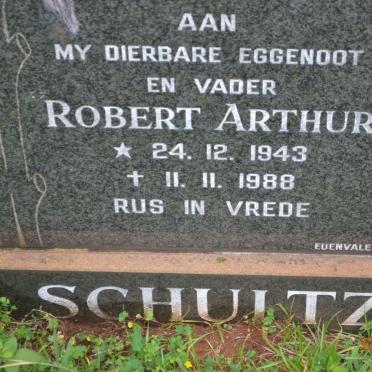 AAN
MY DIERBARE EGGENOOT
EN VADER
ROBERT ARTHUR
★ 24. 12. 1943
✝ 11. 11. 1988
RUS IN VREDE
EDENVALE
SCHULTZ